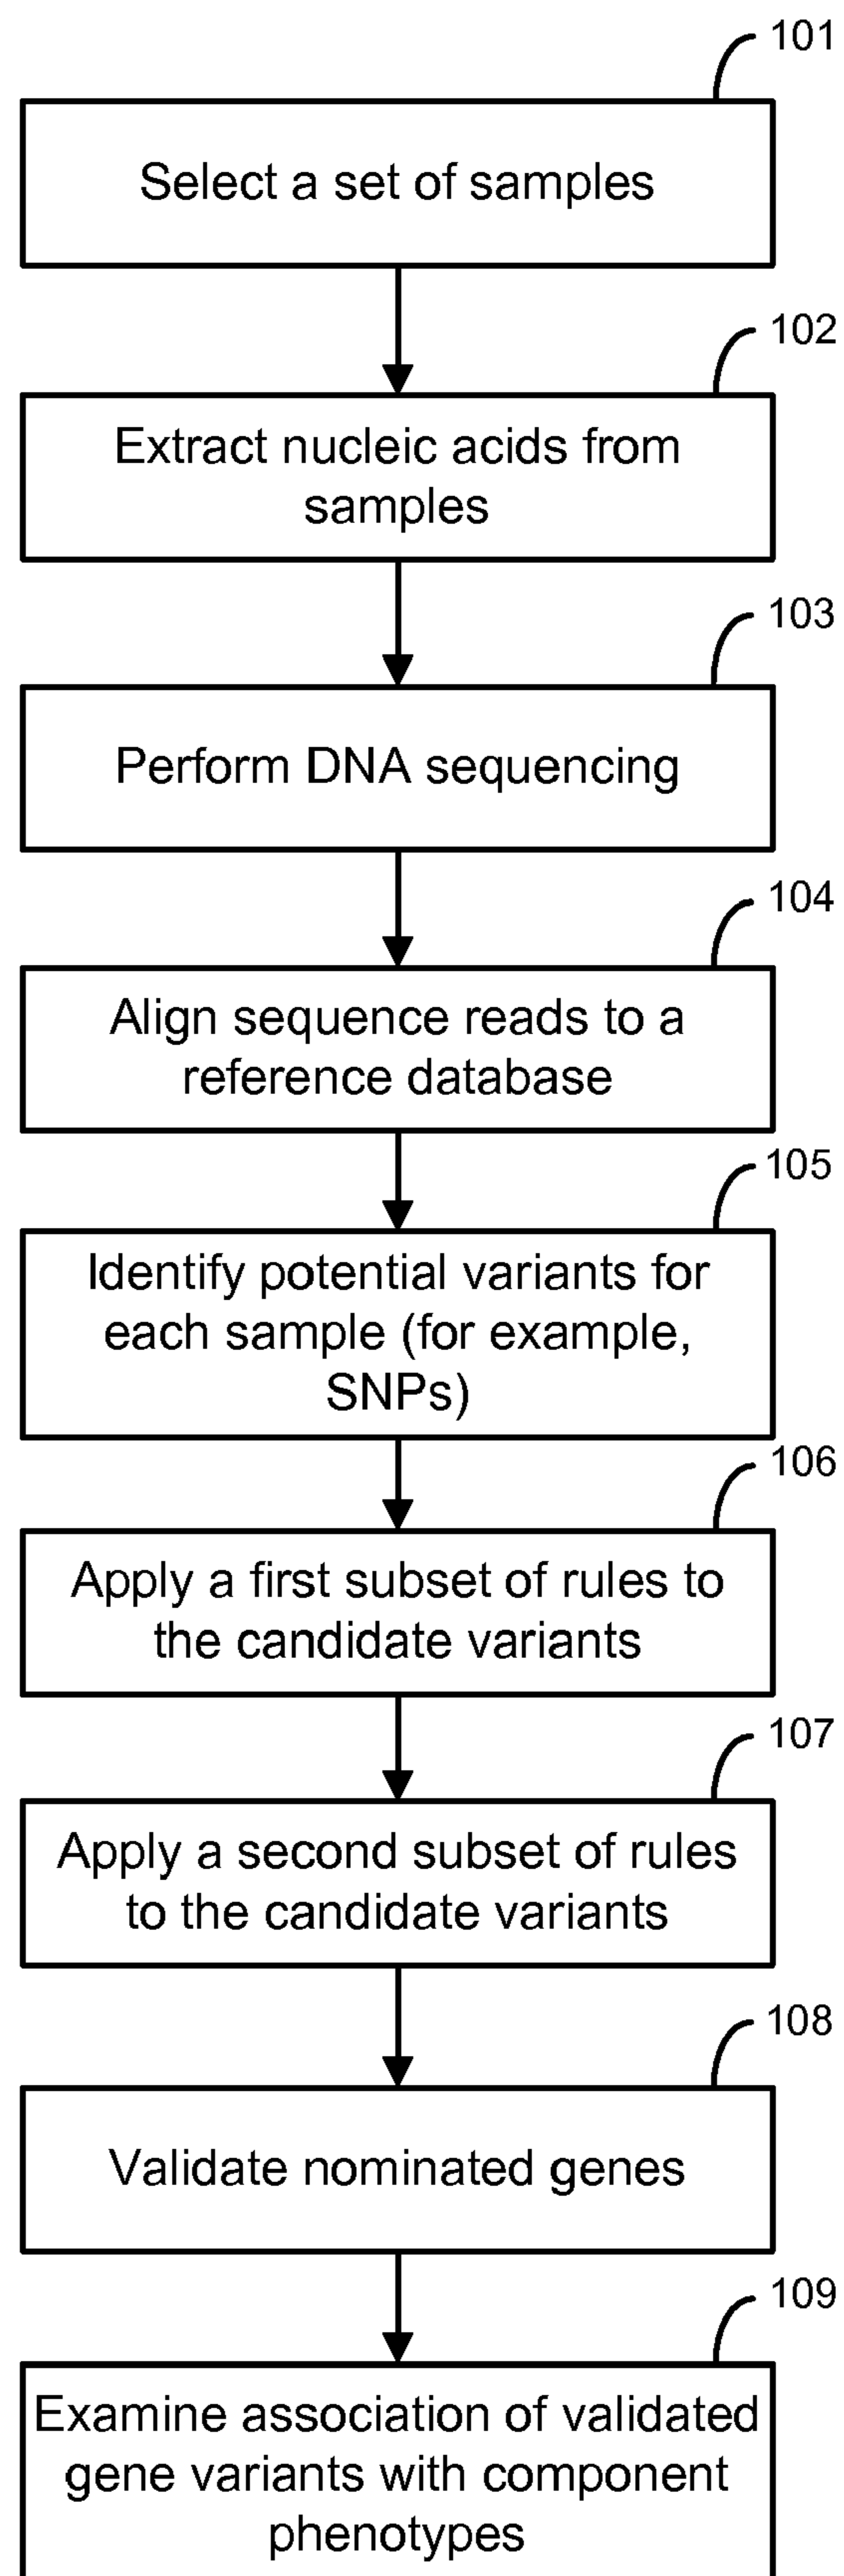 101
Select a set of samples
102
Extract nucleic acids from
samples
103
Perform DNA sequencing
104
Align sequence reads to a
reference database
105
Identify potential variants for
each sample (for example,
SNPs)
106
Apply a first subset of rules to
the candidate variants
107
Apply a second subset of rules
to the candidate variants
108
Validate nominated genes
109
Examine association of validated
gene variants with component
phenotypes